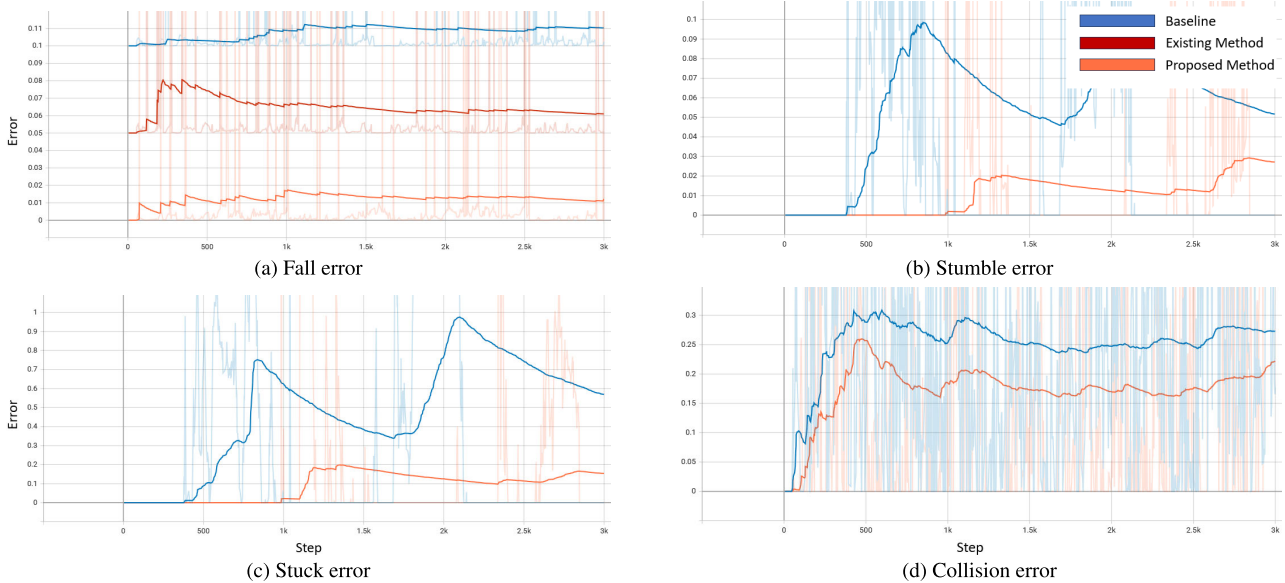 Error
0.11
0.1
0.09
0.08
0.07
0.06
0.05
0.04
0.03
0.02
0.01
0
0 500 1k 1.5k 2k 2.5k 3k
(a) Fall error
0.1
0.09
0.08
0.07
0.06
0.05
0.04
0.03
0.02
0.01
0
0 500 1k 1.5k 2k 2.5k 3k
Baseline
Existing Method
Proposed Method
(b) Stumble error
Error
1
0.9
0.8
0.7
0.6
0.5
0.4
0.3
0.2
0.1
0
0 500 1k 1.5k 2k 2.5k 3k
Step
(c) Stuck error
0.3
0.25
0.2
0.15
0.1
0.05
0
0 500 1k 1.5k 2k 2.5k 3k
Step
(d) Collision error